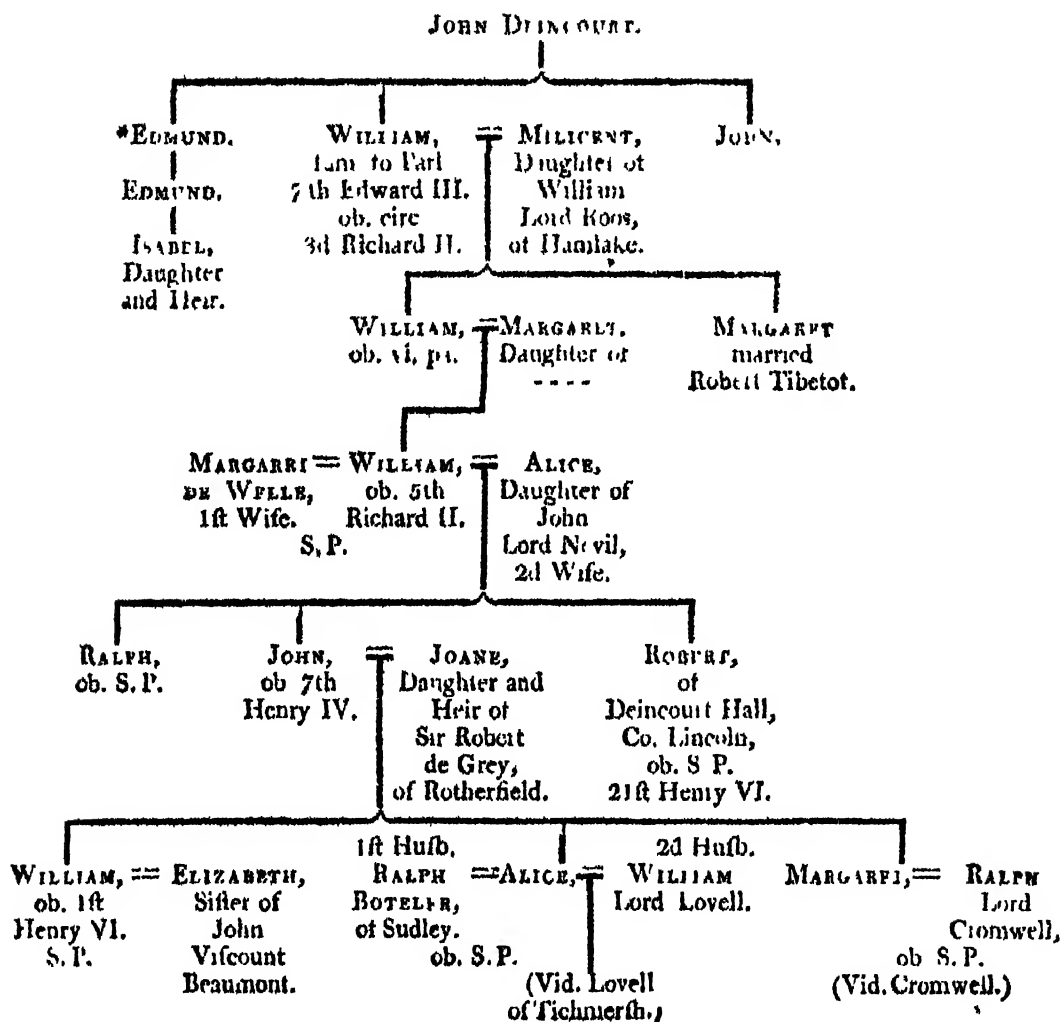 JOHN DEINCOURT.
*EDMUND.
EDMUND.
ISABEL,
Daughter
and Heir.
WILLIAM,
to Parl
7th Edward III.
ob. circ
3d Richard II.
=
MILICENT,
Daughter of
William
Lord Roos,
of Hamlake.
JOHN.
WILLIAM,
ob. vi, pa.
=
MARGARET.
Daughter of
- - - -
MARGARET
married
Robert Tibetot.
MARGARET
DE WELLE,
1ſt Wife.
=
WILLIAM,
ob. 5th
Richard II.
S. P.
=
ALICE,
Daughter of
John
Lord Nevil,
2d Wife.
RALPH,
ob. S. P.
JOHN,
ob 7th
Henry IV.
=
JOANE,
Daughter and
Heir of
Sir Robert
de Grey,
of Rotherfield.
ROBERT,
of
Deincourt Hall,
Co. Lincoln,
ob. S P.
21ſt Henry VI.
WILLIAM,
ob. 1ſt
Henry VI.
S. P.
=
ELIZABETH,
Siſter of
John
Viſcount
Beaumont.
1ſt Huſb.
RALPH
BOTELER,
of Sudley.
ob. S. P.
=
ALICE,
=
2d Huſb.
WILLIAM
Lord Lovell.
(Vid. Lovell
of Tichmerſh.)
MARGARET,
=
RALPH
Lord
Cromwell,
ob S. P.
(Vid. Cromwell.)